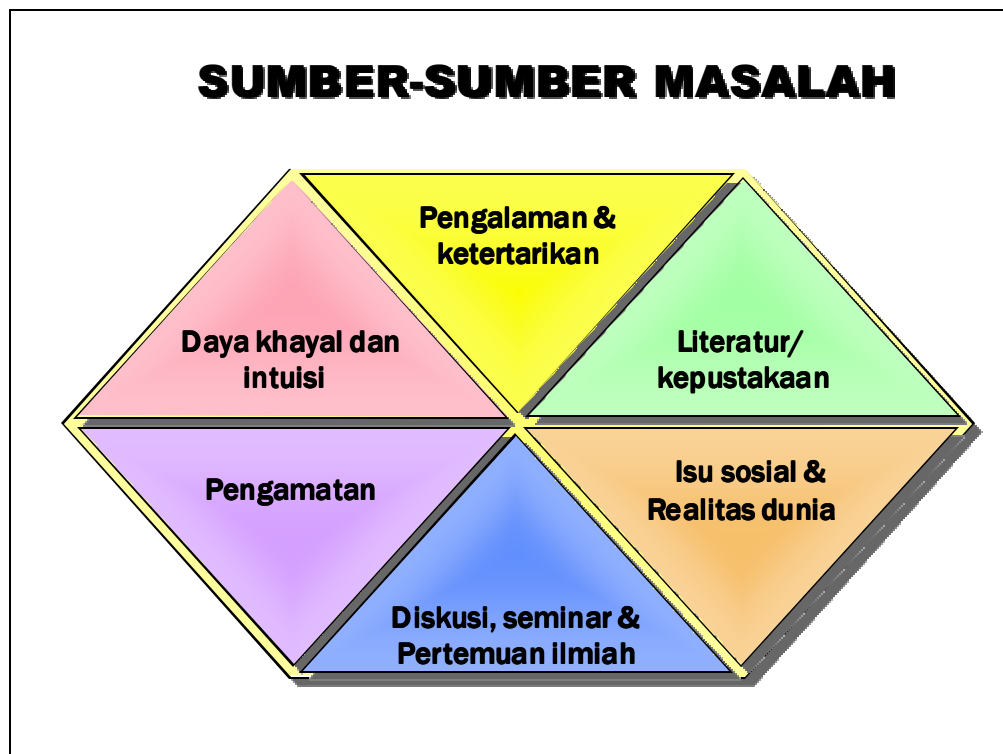 SUMBER-SUMBER MASALAH
Pengalaman &
ketertarikan
Daya khayal dan
intuisi
Literatur/
kepustakaan
Pengamatan
Isu sosial &
Realitas dunia
Diskusi, seminar &
Pertemuan ilmiah